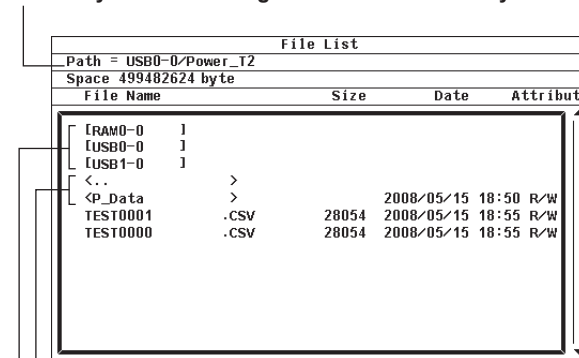 File List
Path = USB0-0/Power_T2
Space 499482624 byte
File Name Size Date
[RAM0-0 ]
[USB0-0 ]
[USB1-0 ]
<.. >
<P_Data > 2008/05/15 18:50 R/W
TEST0001 .CSV 28054 2008/05/15 18:55 R/W
TEST0000 .CSV 28054 2008/05/15 18:55 R/W